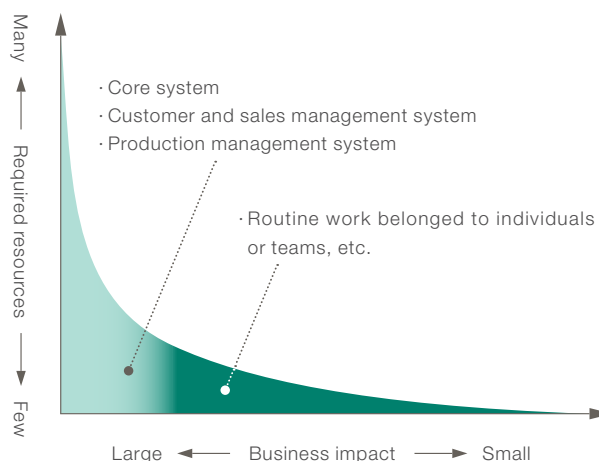 Many
Required resources
Few
· Core system
· Customer and sales management system
· Production management system
· Routine work belonged to individuals
or teams, etc.
Large
Business impact
Small